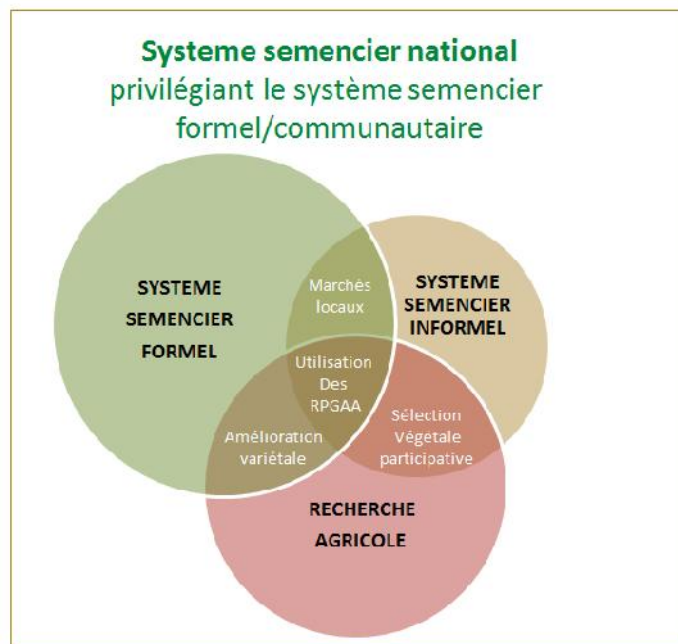 Systeme semencier national
privilégiant le système semencier
formel/communautaire
SYSTEME
SEMENCIER
FORMEL
Marchés
locaux
SYSTEME
SEMENCIER
INFORMEL
Utilisation
Des
RPGAA
Amélioration
variétale
Sélection
Végétale
participative
RECHERCHE
AGRICOLE